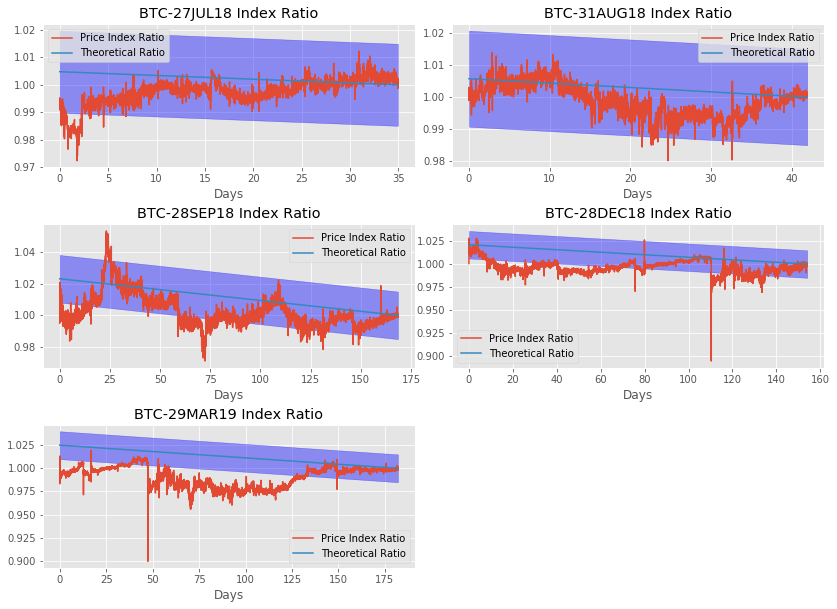 BTC-27JUL18 Index Ratio
1.02
1.01
1.00
0.99
0.98
0.97
Price Index Ratio
Theoretical Ratio
0 5 10 15 20 25 30 35
Days
BTC-31AUG18 Index Ratio
1.02
1.01
1.00
0.99
0.98
Price Index Ratio
Theoretical Ratio
0 10 20 30 40
Days
BTC-28SEP18 Index Ratio
1.04
1.02
1.00
0.98
Price Index Ratio
Theoretical Ratio
0 25 50 75 100 125 150 175
Days
BTC-28DEC18 Index Ratio
1.025
1.000
0.975
0.950
0.925
0.900
Price Index Ratio
Theoretical Ratio
0 20 40 60 80 100 120 140 160
Days
BTC-29MAR19 Index Ratio
1.025
1.000
0.975
0.950
0.925
0.900
Price Index Ratio
Theoretical Ratio
0 25 50 75 100 125 150 175
Days